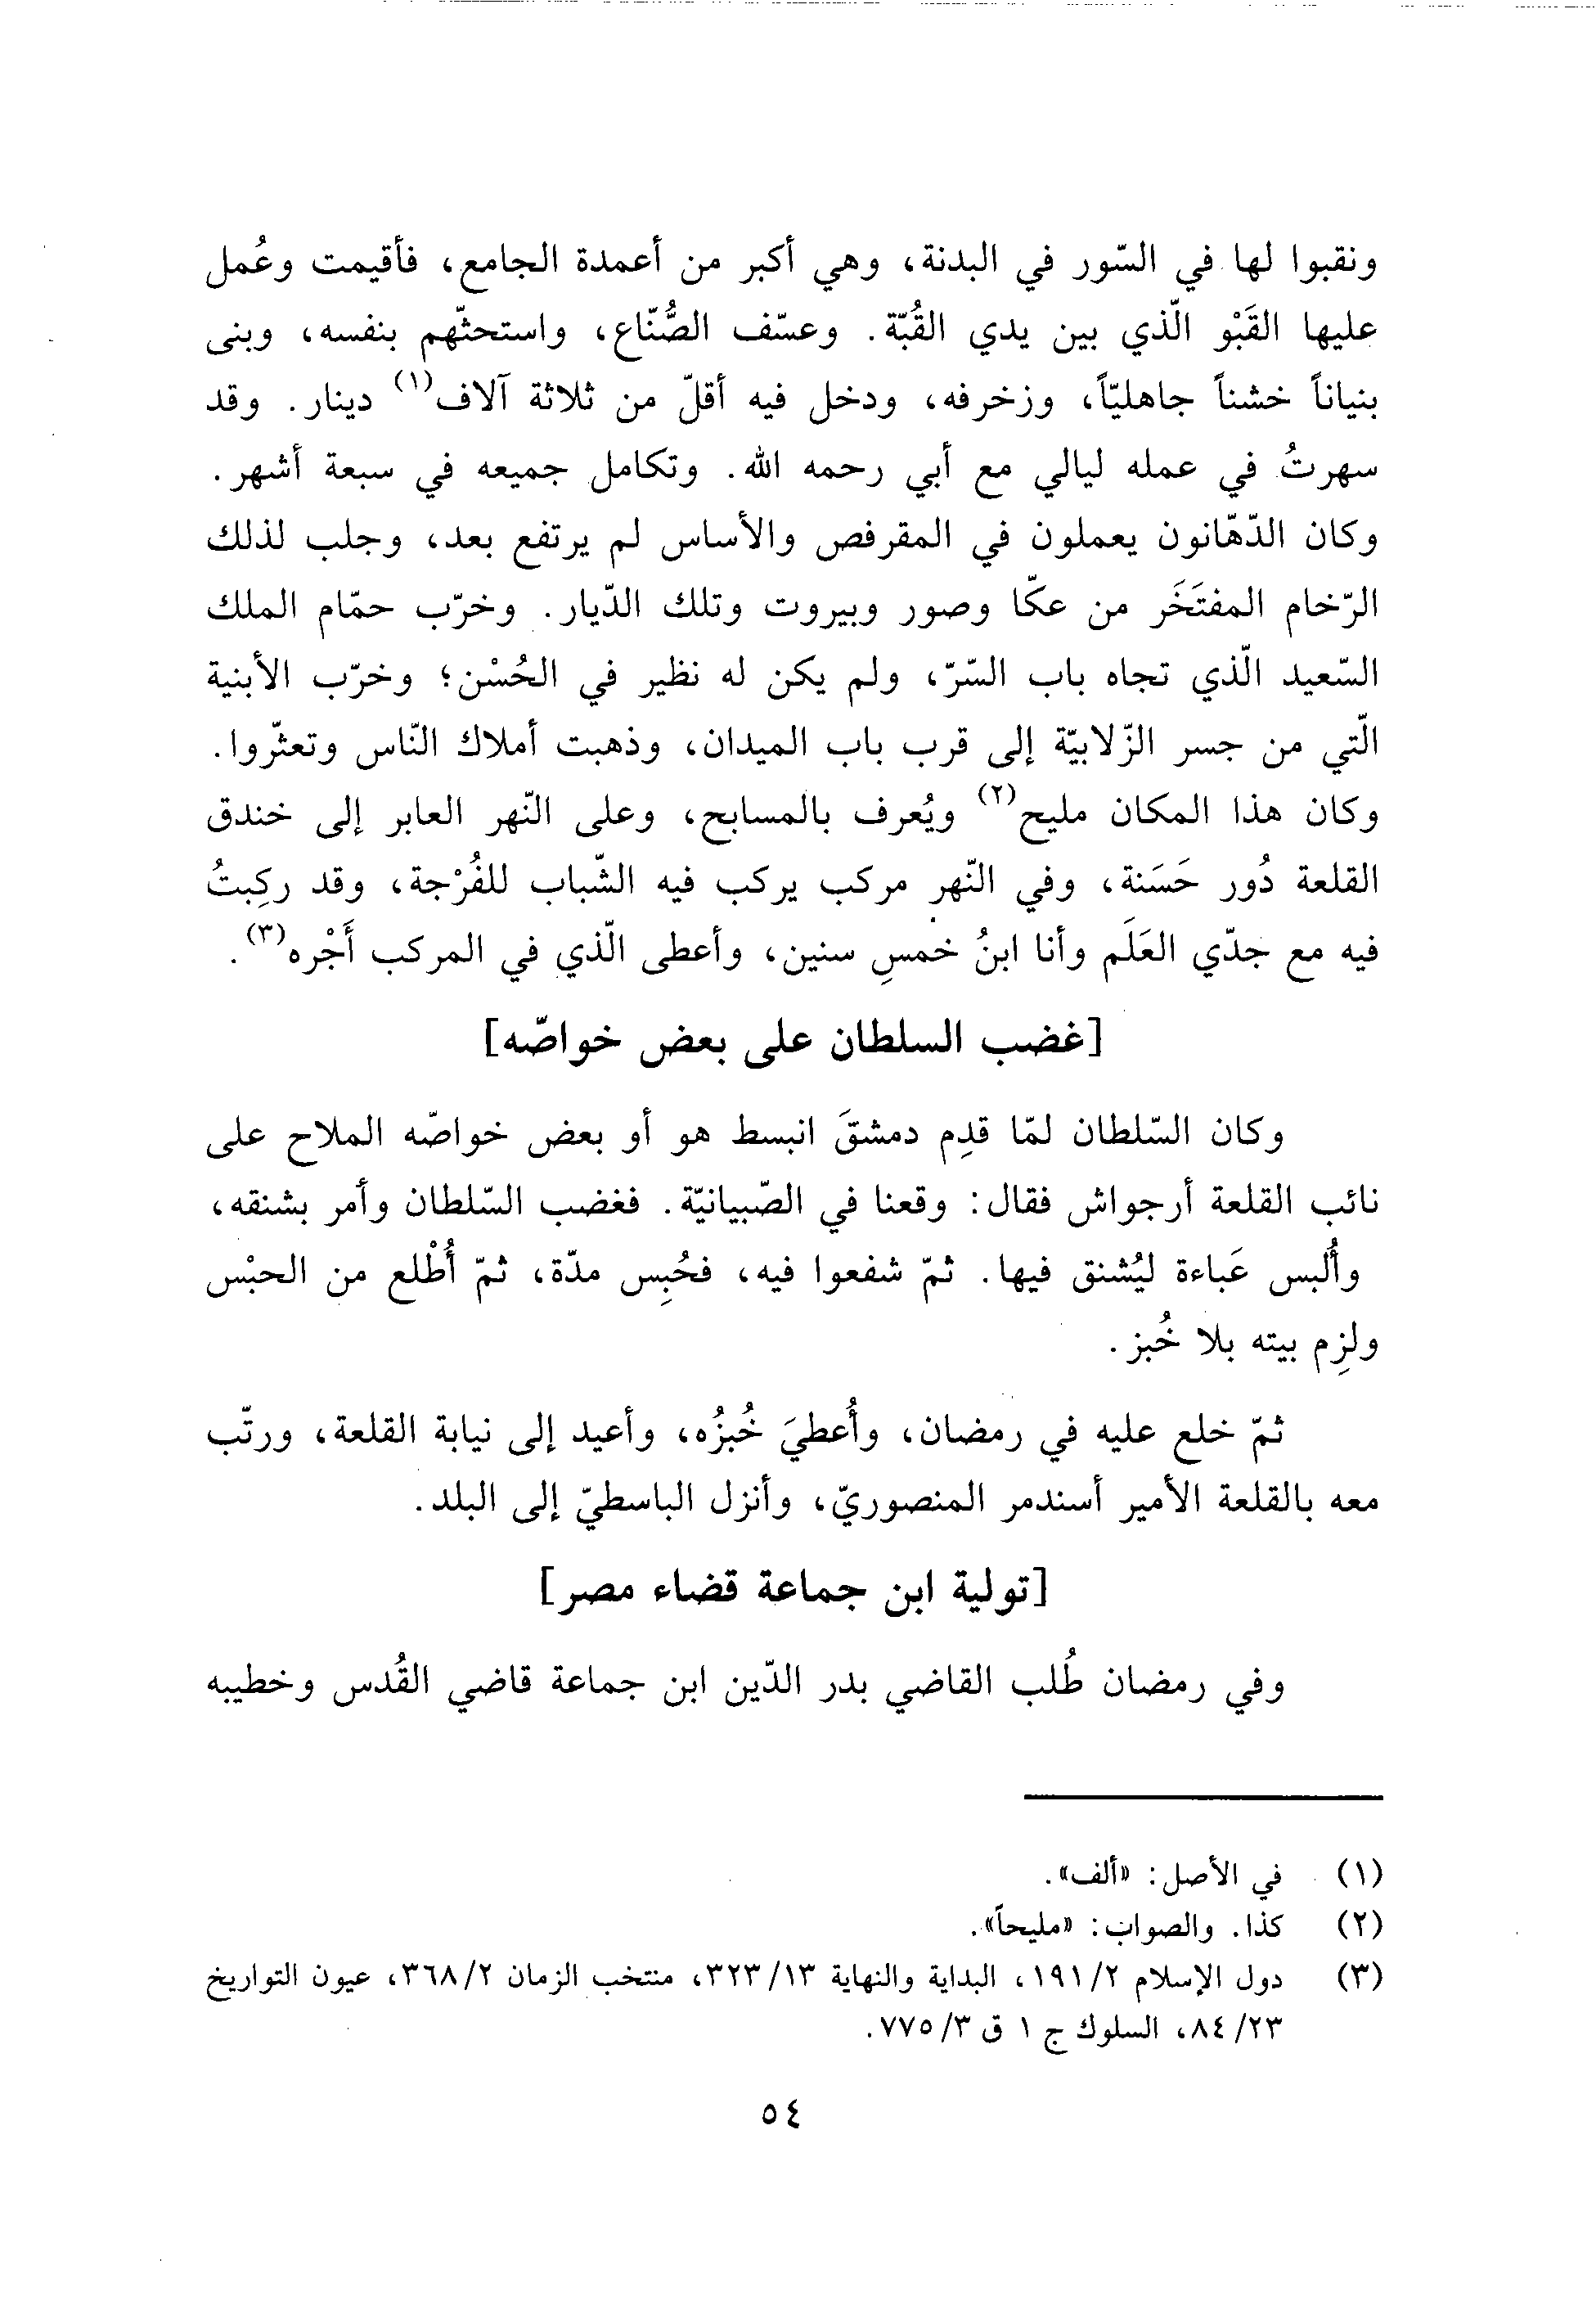 ونقبوا لها في السّور في البدنة، وهي أكبر من أعمدة الجامع، فأقيمت وعُمل
عليها القَبْو الّذي بين يدي القُبّة. وعسّف الصُّنّاع، واستحثّهم بنفسه، وبنى
بنياناً خشناً جاهليّاً، وزخرفه، ودخل فيه أقلّ من ثلاثة آلاف(١) دينار. وقد
سهرتُ في عمله ليالي مع أبي رحمه الله. وتكامل جميعه في سبعة أشهر.
وكان الدّهّانون يعملون في المقرفص والأساس لم يرتفع بعد، وجلب لذلك
الرّخام المفتَخَر من عكّا وصور وبيروت وتلك الدّيار. وخرّب حمّام الملك
السّعيد الّذي تجاه باب السّرّ، ولم يكن له نظير في الحُسْن؛ وخرّب الأبنية
الّتي من جسر الزّلابيّة إلى قرب باب الميدان، وذهبت أملاك النّاس وتعثّروا.
وكان هذا المكان مليح(٢) ويُعرف بالمسابح، وعلى النّهر العابر إلى خندق
القلعة دُور حَسَنة، وفي النّهر مركب يركب فيه الشّباب للفُرْجة، وقد ركِبتُ
فيه مع جدّي العَلَم وأنا ابنُ خمسِ سنين، وأعطى الّذي في المركب أَجْره(٣).
[غضب السلطان على بعض خواصّه]
وكان السّلطان لمّا قدِم دمشقَ انبسط هو أو بعض خواصّه الملاح على
نائب القلعة أرجواش فقال: وقعنا في الصّبيانيّة. فغضب السّلطان وأمر بشنقه،
وأُلبس عَباءة ليُشنق فيها. ثمّ شفعوا فيه، فحُبِس مدّة، ثمّ أُطْلع من الحبْس
ولزِم بيته بلا خُبز.
ثمّ خلع عليه في رمضان، وأُعطيَ خُبزُه، وأعيد إلى نيابة القلعة، ورتّب
معه بالقلعة الأمير أسندمر المنصوريّ، وأنزل الباسطيّ إلى البلد.
[تولية ابن جماعة قضاء مصر]
وفي رمضان طُلب القاضي بدر الدّين ابن جماعة قاضي القُدس وخطيبه
(١) في الأصل: «ألف».
(٢) كذا. والصواب: «مليحاً».
(٣) دول الإسلام ٢/ ١٩١، البداية والنهاية ١٣/ ٣٢٣، منتخب الزمان ٢/ ٣٦٨، عيون التواريخ
٢٣/ ٨٤، السلوك ج ١ ق ٣/ ٧٧٥.
٥٤